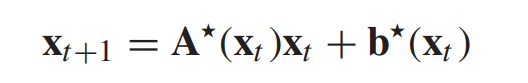 x_{t+1} = A^⋆(x_t)x_t + b^⋆(x_t)